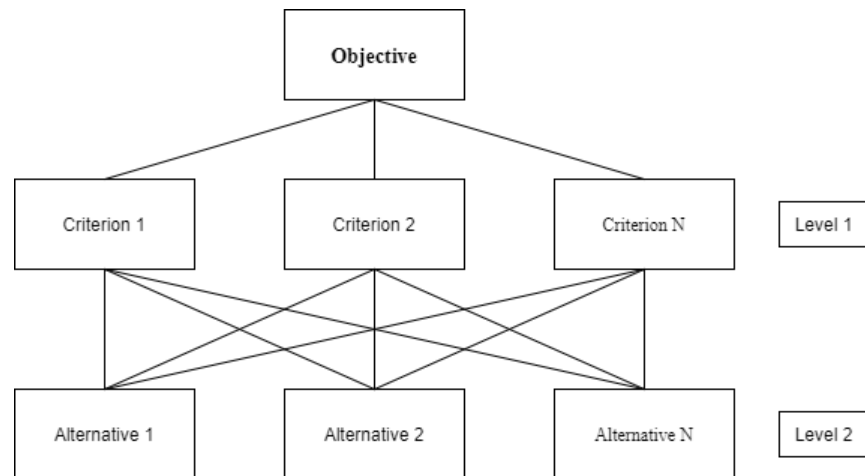 Objective
Criterion 1
Criterion 2
Criterion N
Level 1
Alternative 1
Alternative 2
Alternative N
Level 2